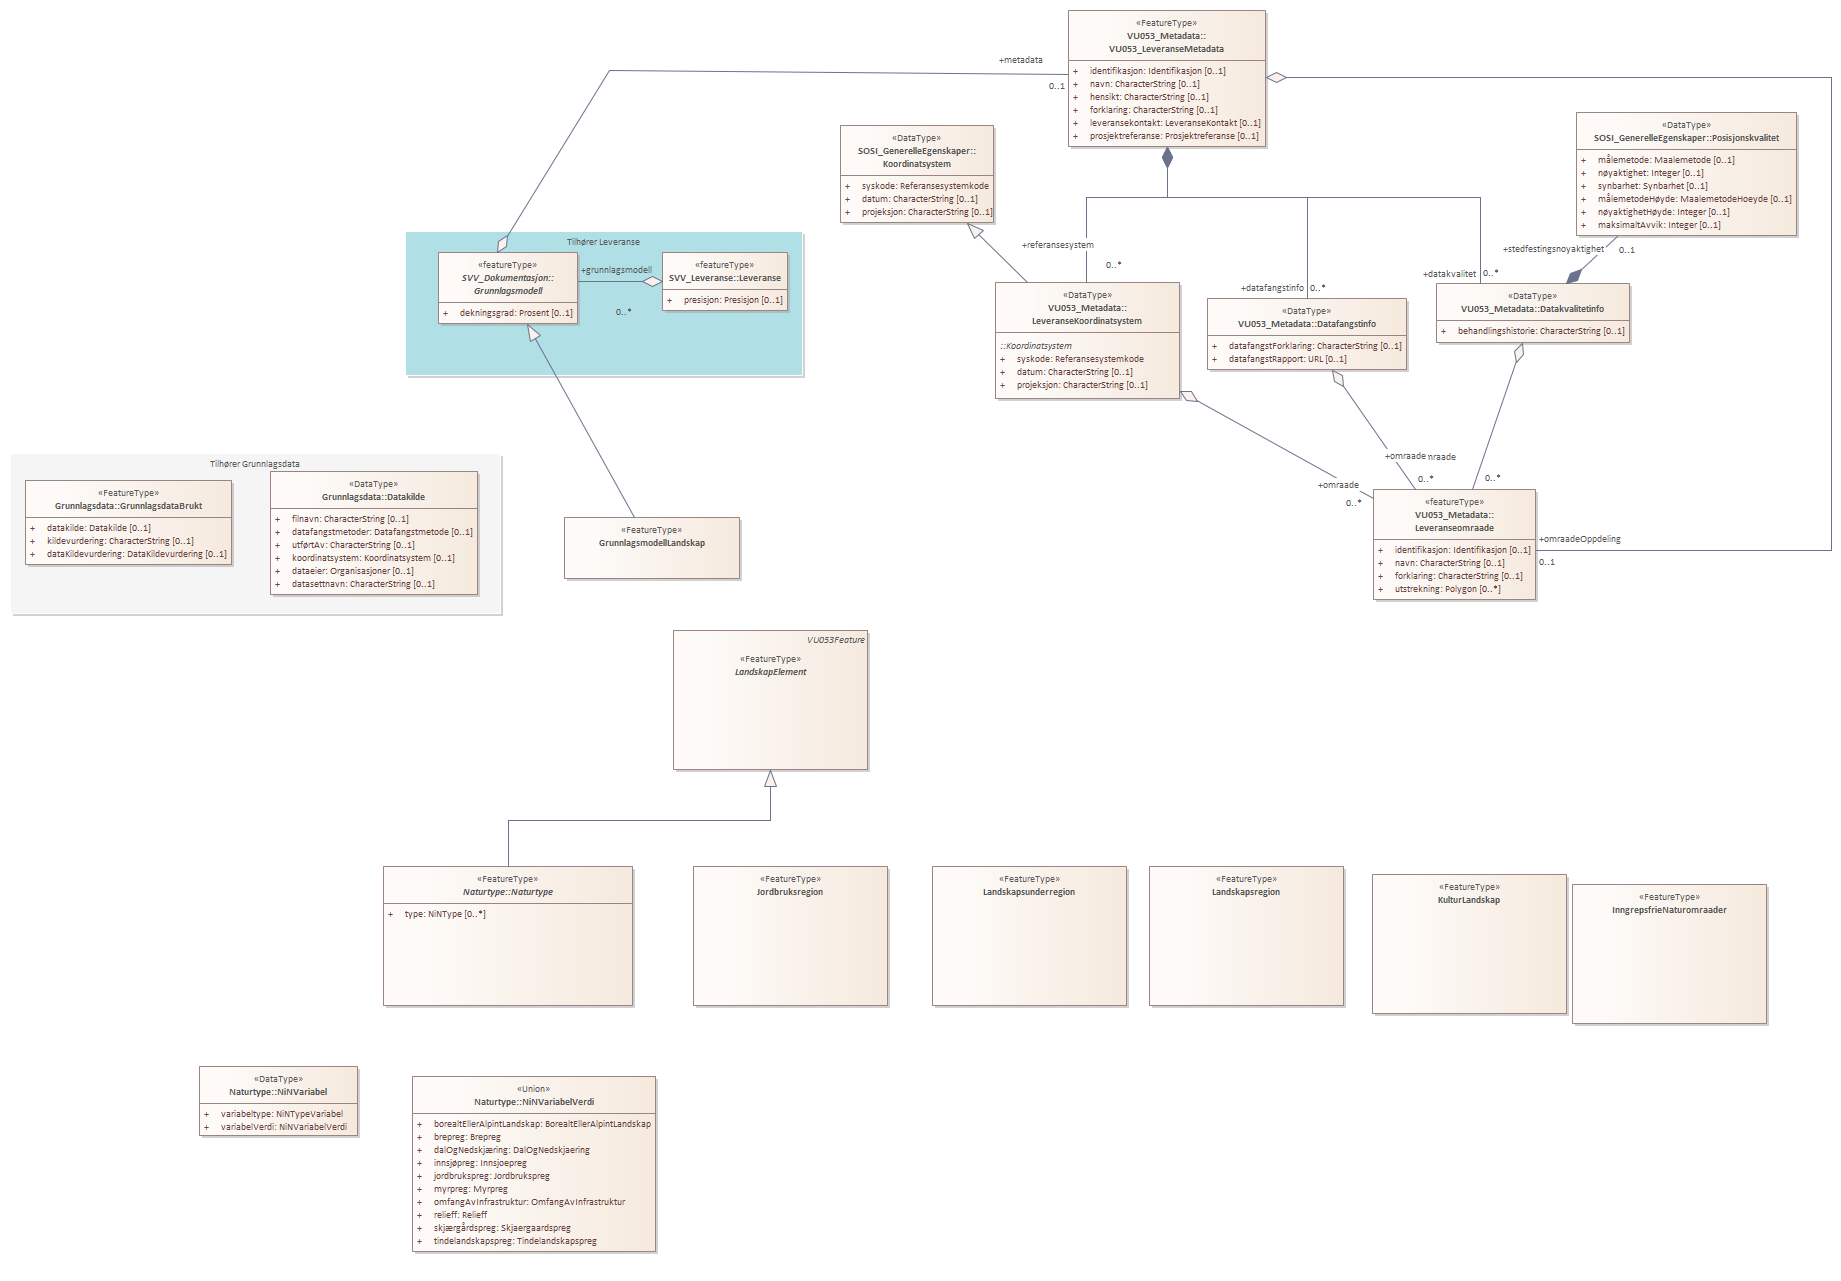 «FeatureType»
VU053_Metadata::
VU053_LeveranseMetadata
+ identifikasjon: Identifikasjon [0..1]
+ navn: CharacterString [0..1]
+ hensikt: CharacterString [0..1]
+ forklaring: CharacterString [0..1]
+ leveransekontakt: LeveranseKontakt [0..1]
+ prosjektreferanse: Prosjektreferanse [0..1]
+metadata
0..1
«DataType»
SOSI_GenerelleEgenskaper::
Koordinatsystem
+ syskode: Referansesystemkode
+ datum: CharacterString [0..1]
+ projeksjon: CharacterString [0..1]
«DataType»
SOSI_GenerelleEgenskaper::Posisjonskvalitet
+ målemetode: Maalemetode [0..1]
+ nøyaktighet: Integer [0..1]
+ synbarhet: Synbarhet [0..1]
+ målemetodeHøyde: MaalemetodeHoeyde [0..1]
+ nøyaktighetHøyde: Integer [0..1]
+ maksimaltAvvik: Integer [0..1]
Tilhører Leveranse
«featureType»
SVV_Dokumentasjon::
Grunnlagsmodell
+ dekningsgrad: Prosent [0..1]
+grunnlagsmodell
0..*
«featureType»
SVV_Leveranse::Leveranse
+ presisjon: Presisjon [0..1]
+referansesystem
0..*
+datafangstinfo
0..*
+datakvalitet
0..*
+stedfestingsnoyaktighet
0..1
«DataType»
VU053_Metadata::
LeveranseKoordinatsystem
::Koordinatsystem
+ syskode: Referansesystemkode
+ datum: CharacterString [0..1]
+ projeksjon: CharacterString [0..1]
«DataType»
VU053_Metadata::Datafangstinfo
+ datafangstForklaring: CharacterString [0..1]
+ datafangstRapport: URL [0..1]
«DataType»
VU053_Metadata::Datakvalitetinfo
+ behandlingshistorie: CharacterString [0..1]
+omraade
0..*
+omraade
0..*
nraade
0..*
«featureType»
VU053_Metadata::
Leveranseomraade
+ identifikasjon: Identifikasjon [0..1]
+ navn: CharacterString [0..1]
+ forklaring: CharacterString [0..1]
+ utstrekning: Polygon [0..*]
+omraadeOppdeling
0..1
Tilhører Grunnlagsdata
«FeatureType»
Grunnlagsdata::GrunnlagsdataBrukt
+ datakilde: Datakilde [0..1]
+ kildevurdering: CharacterString [0..1]
+ dataKildevurdering: DataKildevurdering [0..1]
«DataType»
Grunnlagsdata::Datakilde
+ filnavn: CharacterString [0..1]
+ datafangstmetoder: Datafangstmetode [0..1]
+ utførtAv: CharacterString [0..1]
+ koordinatsystem: Koordinatsystem [0..1]
+ dataeier: Organisasjoner [0..1]
+ datasettnavn: CharacterString [0..1]
«FeatureType»
GrunnlagsmodellLandskap
VU053Feature
«FeatureType»
LandskapElement
«FeatureType»
Naturtype::Naturtype
+ type: NiNType [0..*]
«FeatureType»
Jordbruksregion
«FeatureType»
Landskapsunderregion
«FeatureType»
Landskapsregion
«FeatureType»
KulturLandskap
«FeatureType»
InngrepsfrieNaturomraader
«DataType»
Naturtype::NiNVariabel
+ variabeltype: NiNTypeVariabel
+ variabelVerdi: NiNVariabelVerdi
«Union»
Naturtype::NiNVariabelVerdi
+ borealtEllerAlpintLandskap: BorealtEllerAlpintLandskap
+ brepreg: Brepreg
+ dalOgNedskjæring: DalOgNedskjaering
+ innsjøpreg: Innsjoepreg
+ jordbrukspreg: Jordbrukspreg
+ myrpreg: Myrpreg
+ omfangAvInfrastruktur: OmfangAvInfrastruktur
+ relieff: Relieff
+ skjærgårdspreg: Skjaergaardspreg
+ tindelandskapspreg: Tindelandskapspreg